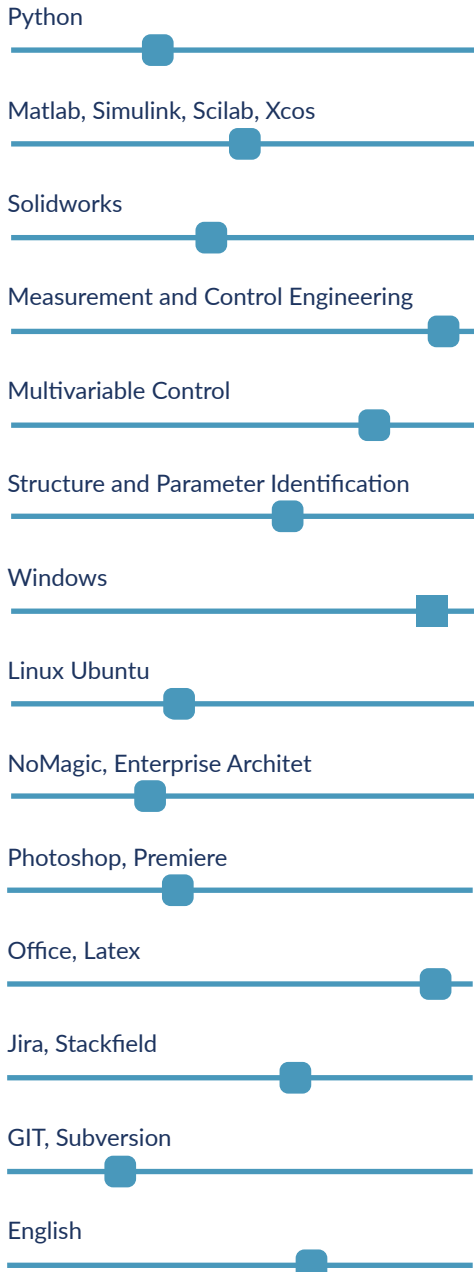 Python
Matlab, Simulink, Scilab, Xcos
Solidworks
Measurement and Control Engineering
Multivariable Control
Structure and Parameter Identification
Windows
Linux Ubuntu
NoMagic, Enterprise Architet
Photoshop, Premiere
Office, Latex
Jira, Stackfield
GIT, Subversion
English